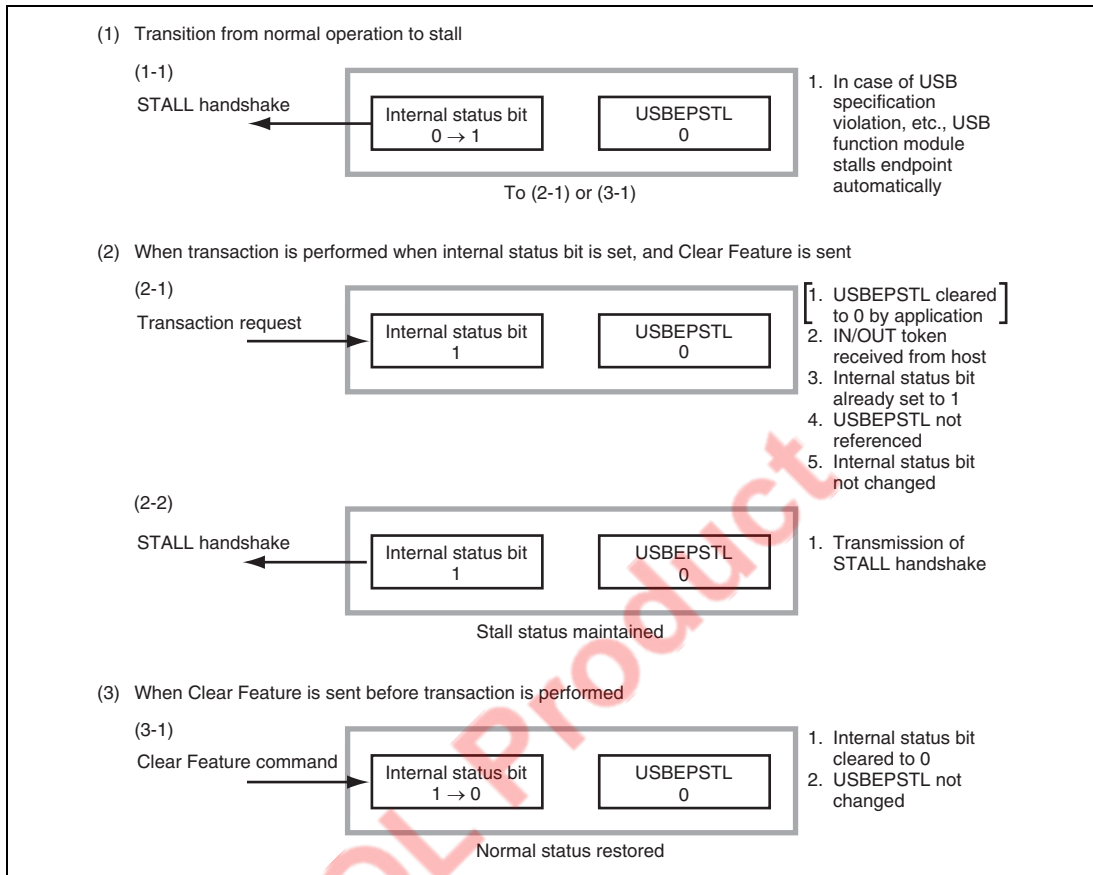 (1) Transition from normal operation to stall
(1-1)
STALL handshake
Internal status bit
0 → 1
USBEPSTL
0
To (2-1) or (3-1)
1. In case of USB
specification
violation, etc., USB
function module
stalls endpoint
automatically
(2) When transaction is performed when internal status bit is set, and Clear Feature is sent
(2-1)
Transaction request
Internal status bit
1
USBEPSTL
0
1. USBEPSTL cleared
to 0 by application
2. IN/OUT token
received from host
3. Internal status bit
already set to 1
4. USBEPSTL not
referenced
5. Internal status bit
not changed
(2-2)
STALL handshake
Internal status bit
1
USBEPSTL
0
Stall status maintained
1. Transmission of
STALL handshake
(3) When Clear Feature is sent before transaction is performed
(3-1)
Clear Feature command
Internal status bit
1 → 0
USBEPSTL
0
Normal status restored
1. Internal status bit
cleared to 0
2. USBEPSTL not
changed
OL Product